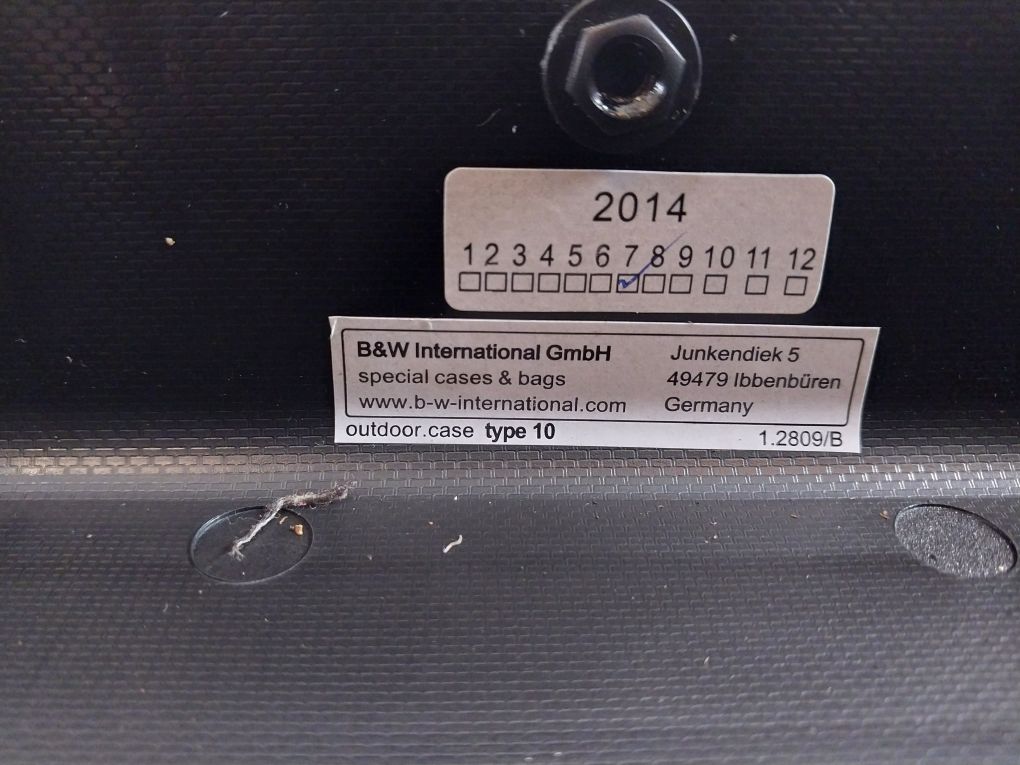 2014
1 2 3 4 5 6 7 8 9 10 11 12
B&W International GmbH
special cases & bags
www.b-w-international.com
Junkendiek 5
49479 Ibbenbüren
Germany
outdoor.case type 10
1.2809/B